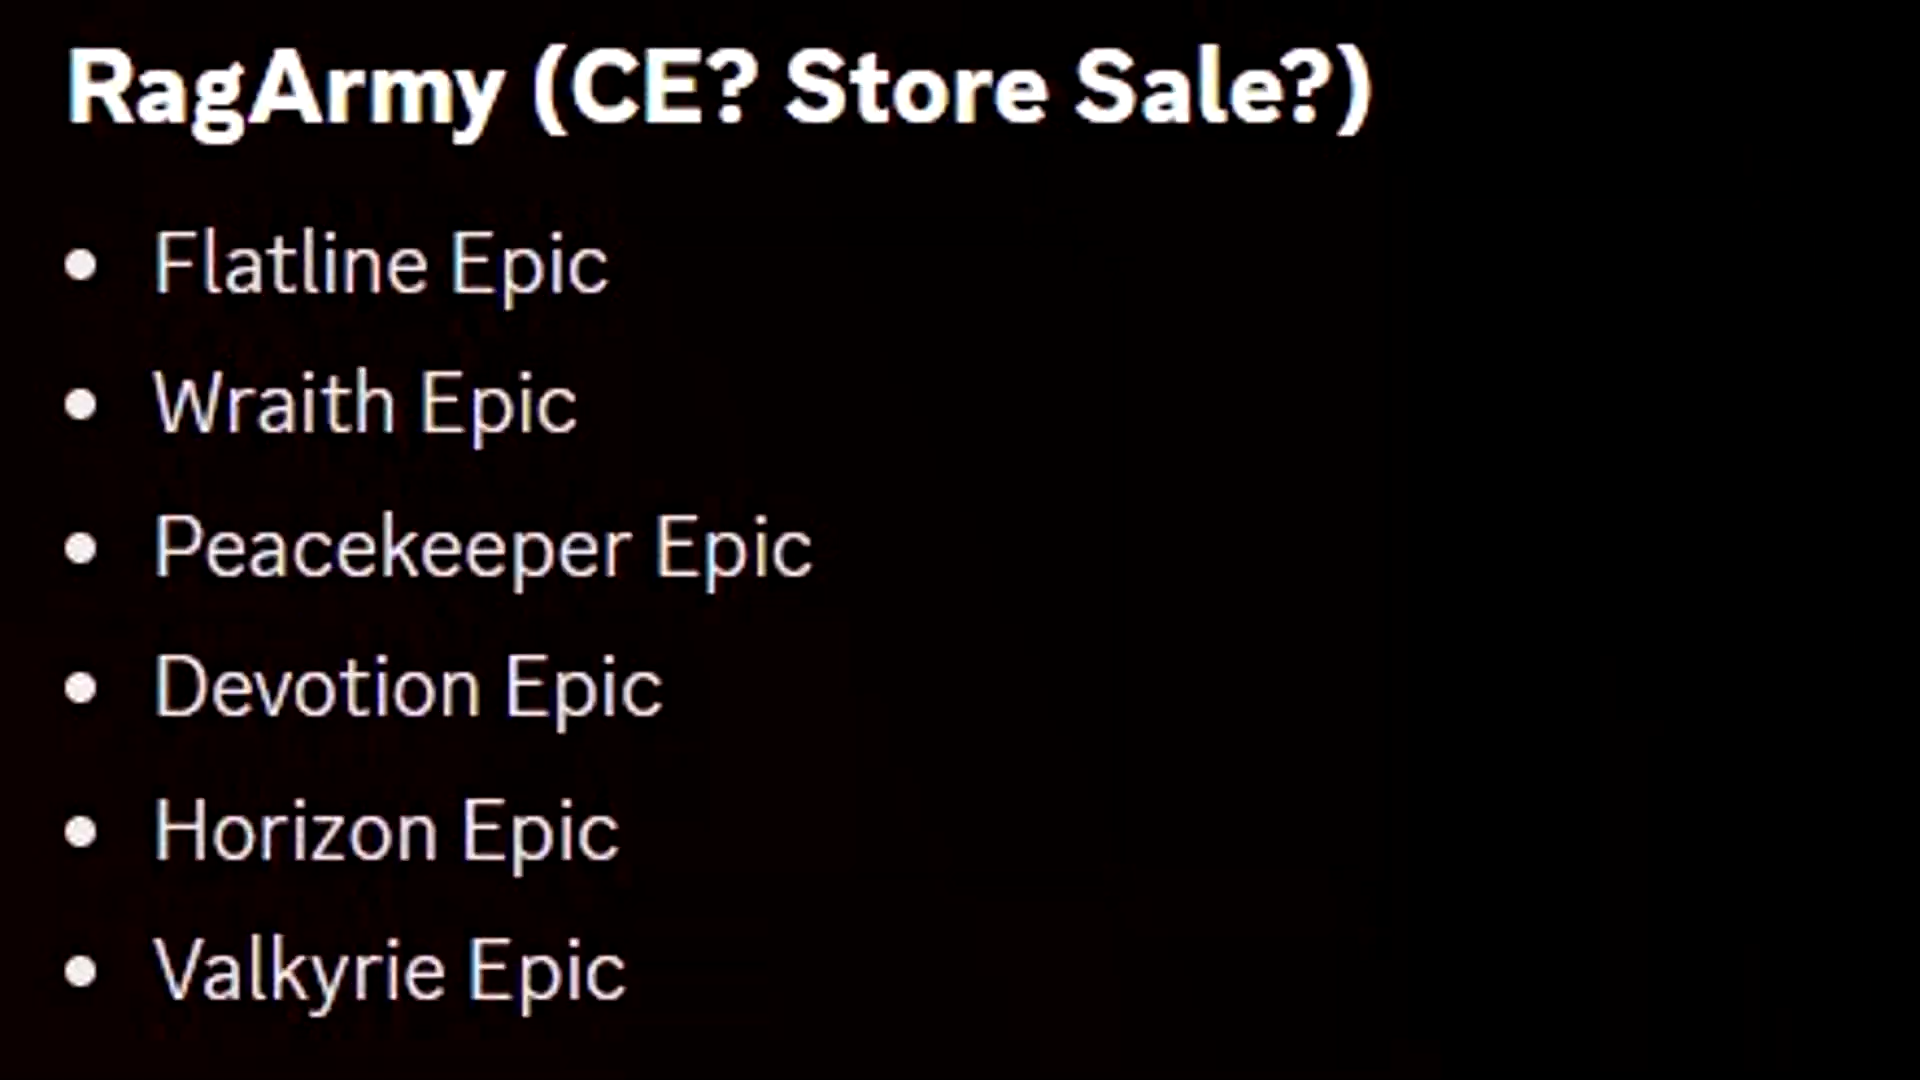 RagArmy (CE? Store Sale?)
• Flatline Epic
• Wraith Epic
• Peacekeeper Epic
• Devotion Epic
• Horizon Epic
• Valkyrie Epic